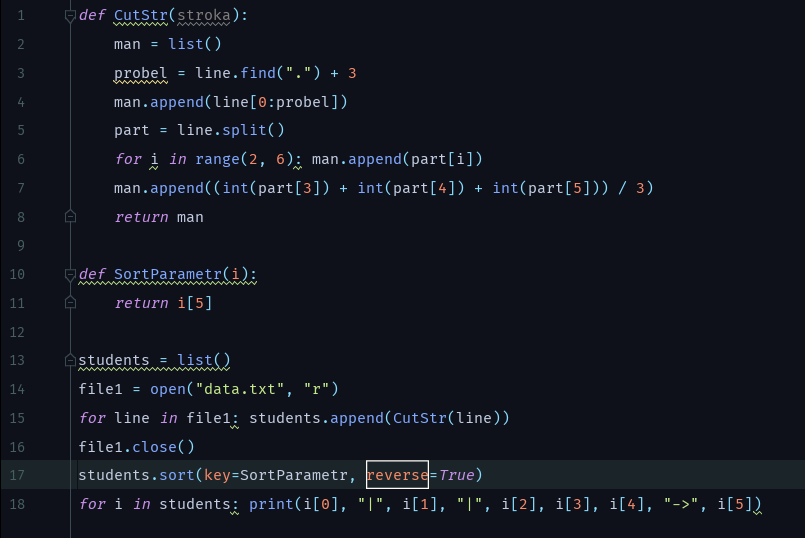 1 def CutStr(stroka):
2     man = list()
3     probel = line.find(".") + 3
4     man.append(line[0:probel])
5     part = line.split()
6     for i in range(2, 6): man.append(part[i])
7     man.append((int(part[3]) + int(part[4]) + int(part[5])) / 3)
8     return man
9
10 def SortParametr(i):
11     return i[5]
12
13 students = list()
14 file1 = open("data.txt", "r")
15 for line in file1: students.append(CutStr(line))
16 file1.close()
17 students.sort(key=SortParametr, reverse=True)
18 for i in students: print(i[0], "|", i[1], "|", i[2], i[3], i[4], "->", i[5])